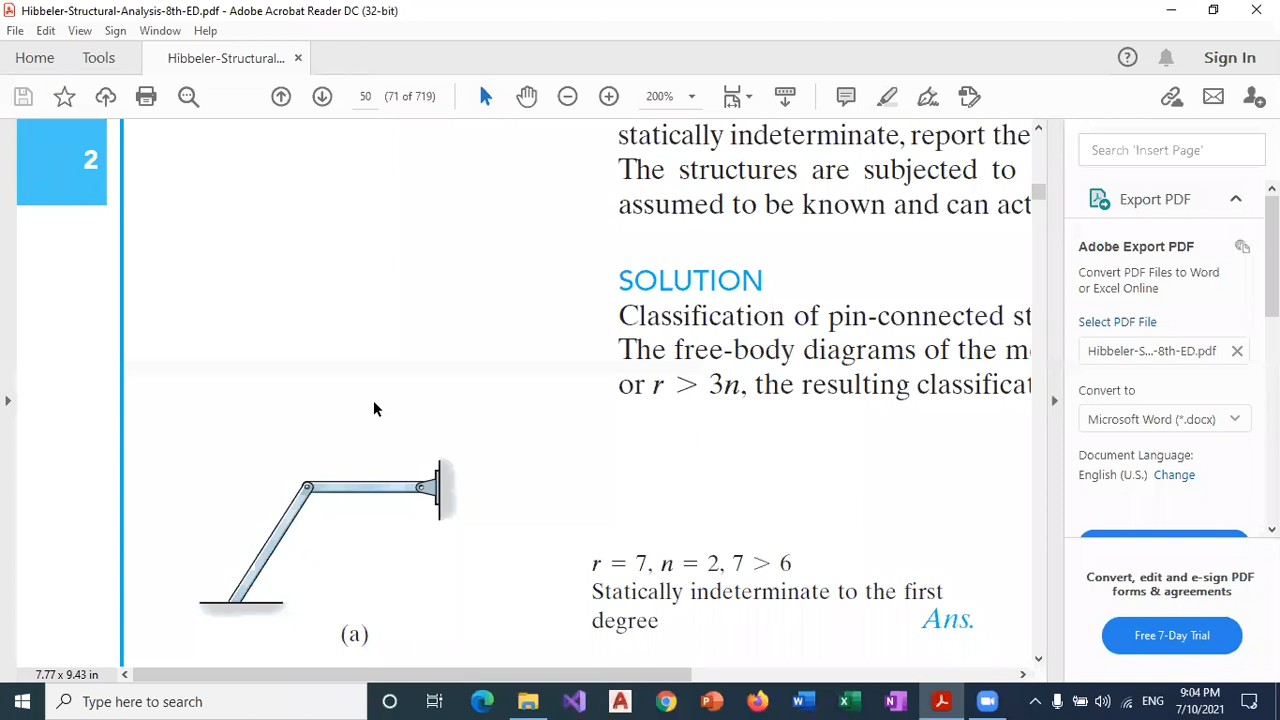 Hibbeler-Structural-Analysis-8th-ED.pdf - Adobe Acrobat Reader DC (32-bit)
File Edit View Sign Window Help
Home Tools Hibbeler-Structural... × Sign In
50 (71 of 719) 200%
2
statically indeterminate, report the
The structures are subjected to
assumed to be known and can act
SOLUTION
Classification of pin-connected st
The free-body diagrams of the m
or r > 3n, the resulting classificat
r = 7, n = 2, 7 > 6
Statically indeterminate to the first
degree Ans.
(a)
7.77 x 9.43 in
Search 'Insert Page'
Export PDF
Adobe Export PDF
Convert PDF Files to Word
or Excel Online
Select PDF File
Hibbeler-S...-8th-ED.pdf
Convert to
Microsoft Word (*.docx)
Document Language:
English (U.S.) Change
Convert, edit and e-sign PDF
forms & agreements
Free 7-Day Trial
Type here to search
ENG
9:04 PM
7/10/2021